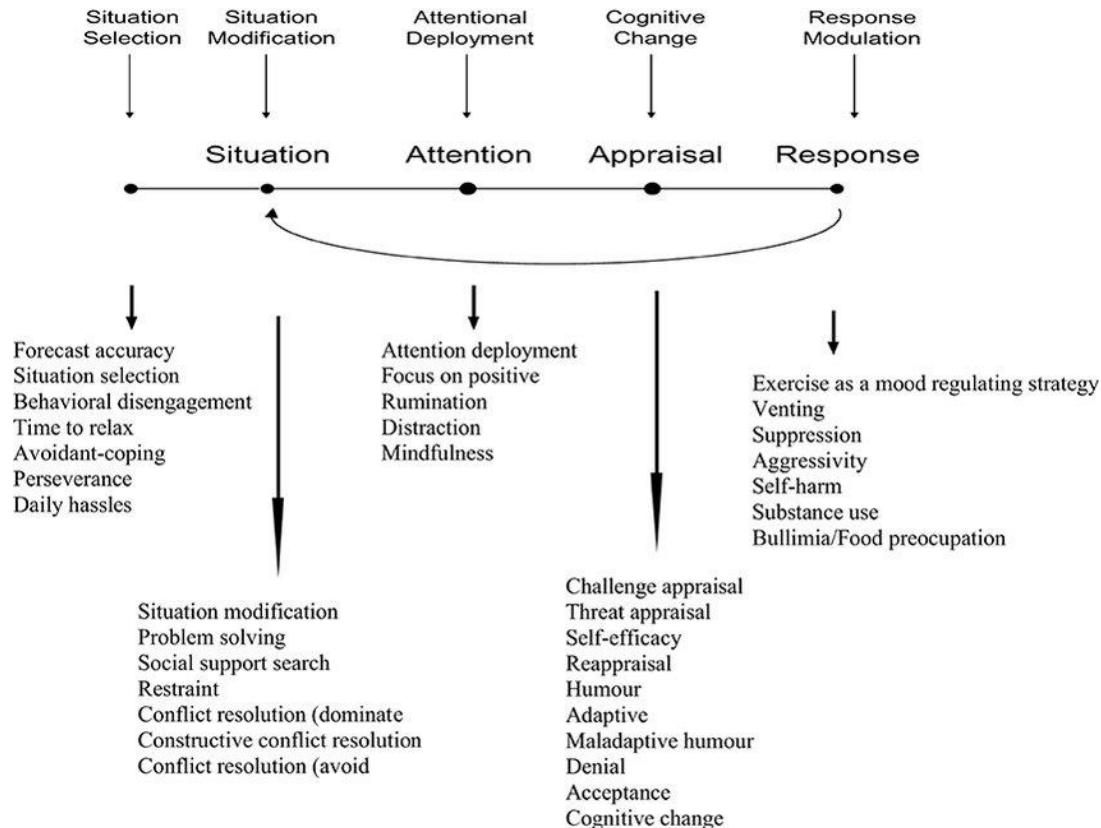 Situation
Selection
Situation
Modification
Attentional
Deployment
Cognitive
Change
Response
Modulation
Situation
Attention
Appraisal
Response
Forecast accuracy
Situation selection
Behavioral disengagement
Time to relax
Avoidant-coping
Perseverance
Daily hassles
Situation modification
Problem solving
Social support search
Restraint
Conflict resolution (dominate
Constructive conflict resolution
Conflict resolution (avoid
Attention deployment
Focus on positive
Rumination
Distraction
Mindfulness
Challenge appraisal
Threat appraisal
Self-efficacy
Reappraisal
Humour
Adaptive
Maladaptive humour
Denial
Acceptance
Cognitive change
Exercise as a mood regulating strategy
Venting
Suppression
Aggressivity
Self-harm
Substance use
Bullimia/Food preocupation